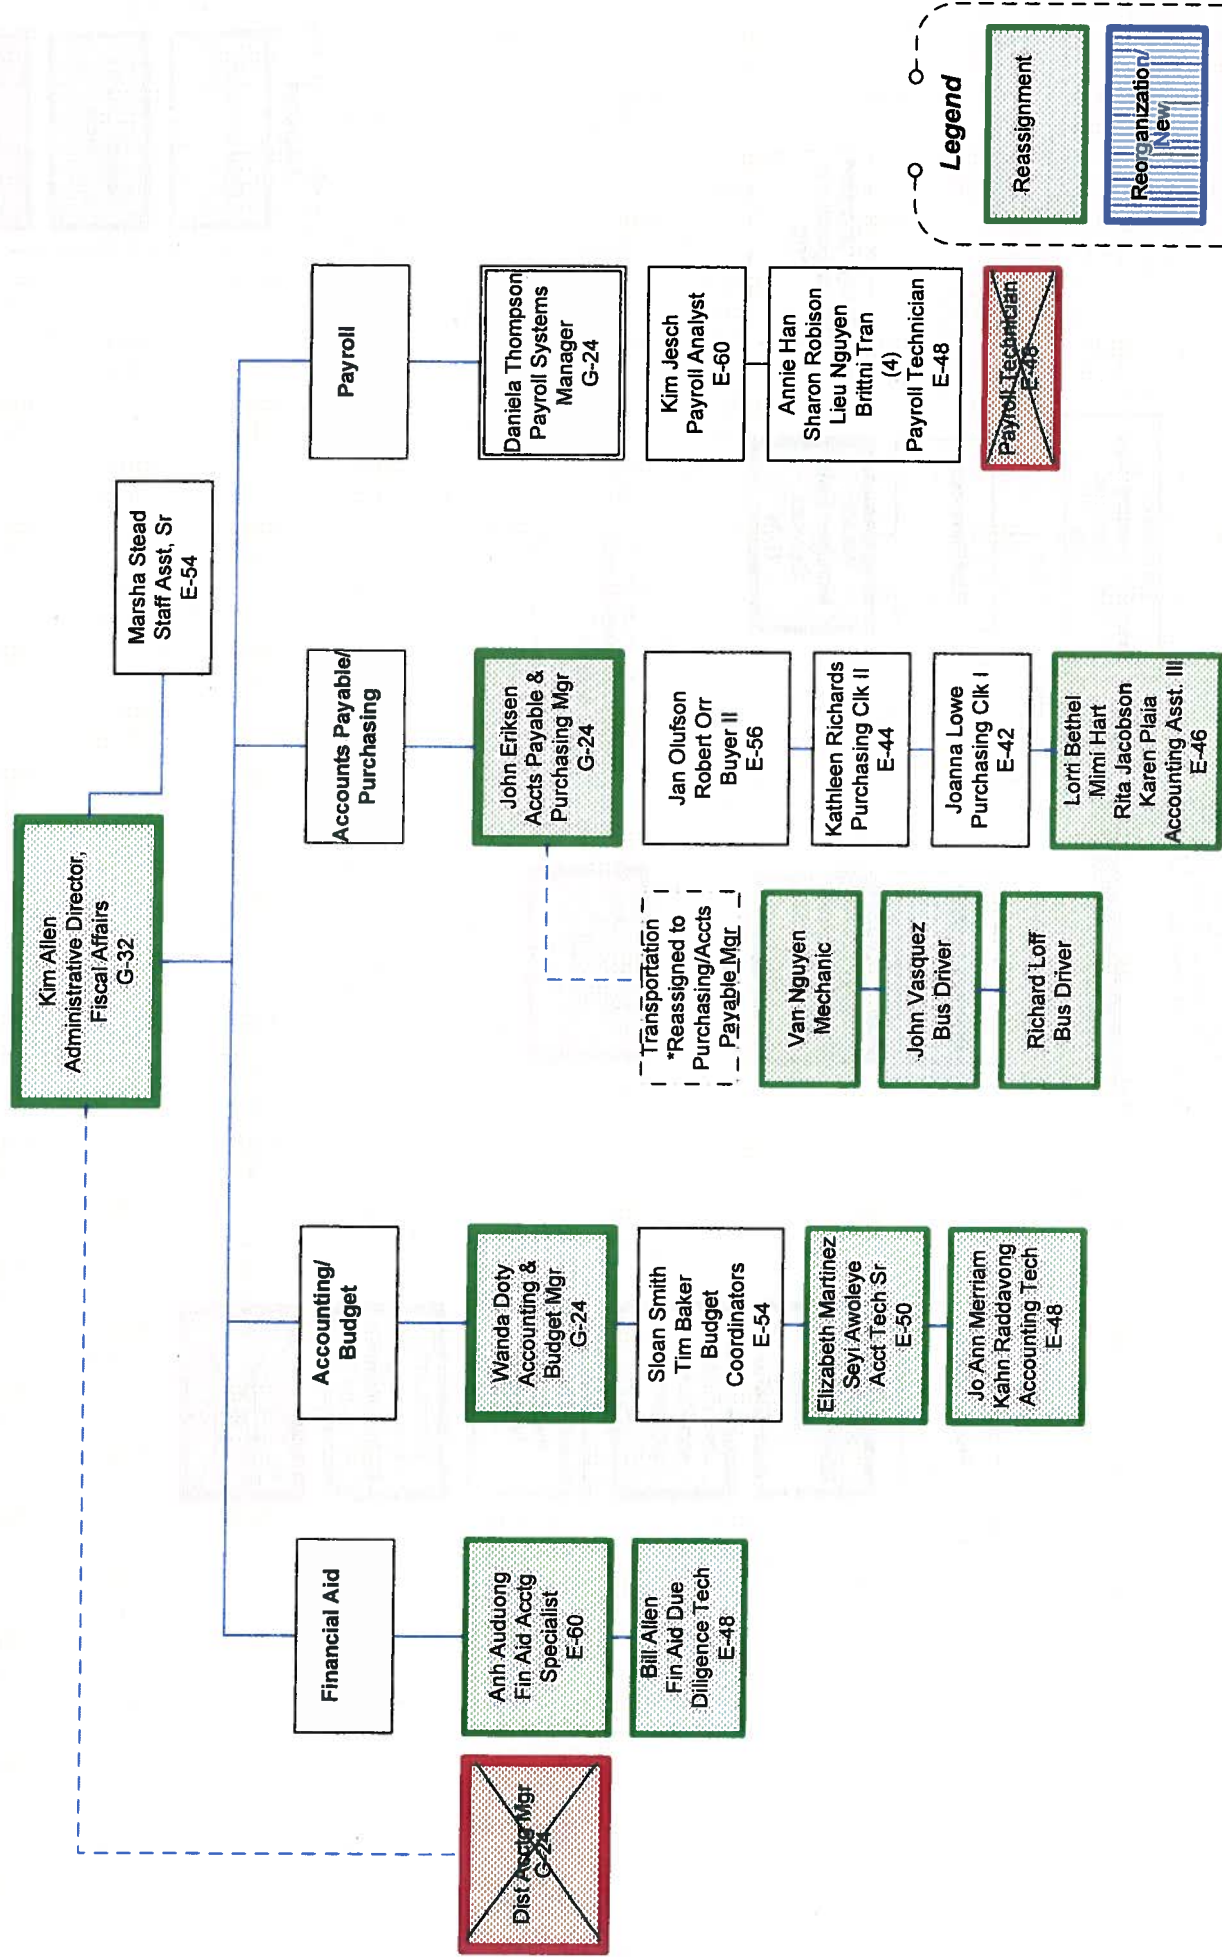 Kim Allen
Administrative Director,
Fiscal Affairs
G-32
Marsha Stead
Staff Asst, Sr
E-54
Financial Aid
Accounting/
Budget
Accounts Payable/
Purchasing
Payroll
Dist Acctg Mgr
G-24
Anh Auduong
Fin Aid Acctg
Specialist
E-60
Bill Allen
Fin Aid Due
Diligence Tech
E-48
Wanda Doty
Accounting &
Budget Mgr
G-24
Sloan Smith
Tim Baker
Budget
Coordinators
E-54
Elizabeth Martinez
Seyi Awoleye
Acct Tech Sr
E-50
Jo Ann Merriam
Kahn Raddavong
Accounting Tech
E-48
John Eriksen
Accts Payable &
Purchasing Mgr
G-24
Transportation
*Reassigned to
Purchasing/Accts
Payable Mgr
Van Nguyen
Mechanic
John Vasquez
Bus Driver
Richard Loff
Bus Driver
Jan Olufson
Robert Orr
Buyer II
E-56
Kathleen Richards
Purchasing Clk II
E-44
Joanna Lowe
Purchasing Clk I
E-42
Lorri Bethel
Mimi Hart
Rita Jacobson
Karen Plaia
Accounting Asst. III
E-46
Daniela Thompson
Payroll Systems
Manager
G-24
Kim Jesch
Payroll Analyst
E-60
Annie Han
Sharon Robison
Lieu Nguyen
Brittni Tran
(4)
Payroll Technician
E-48
Payroll Technician
E-48
Legend
Reassignment
Reorganization/
New